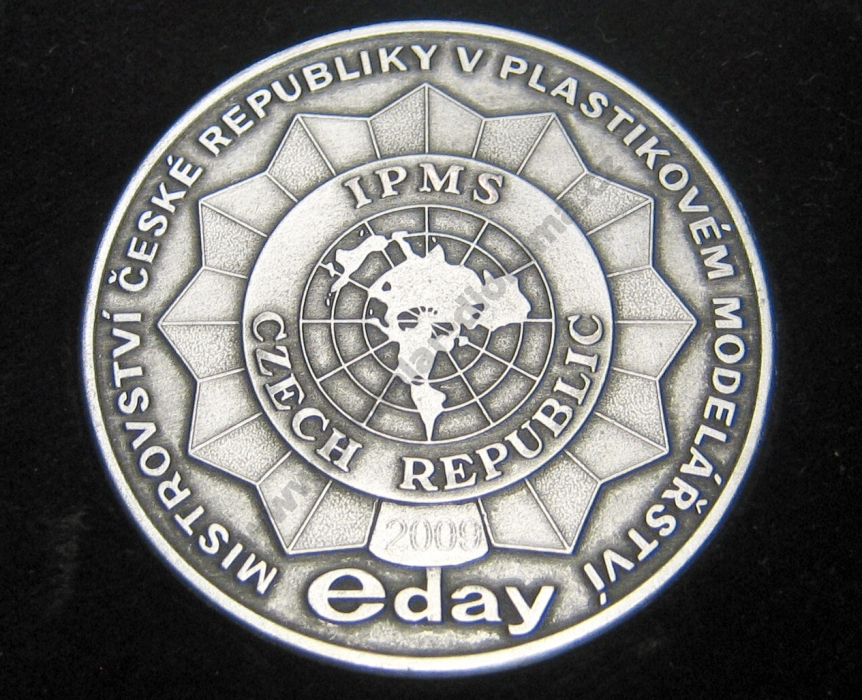 MISTROVSTVÍ ČESKÉ REPUBLIKY V PLASTIKOVÉM MODELÁŘSTVÍ
IPMS
CZECH REPUBLIC
2009
eday